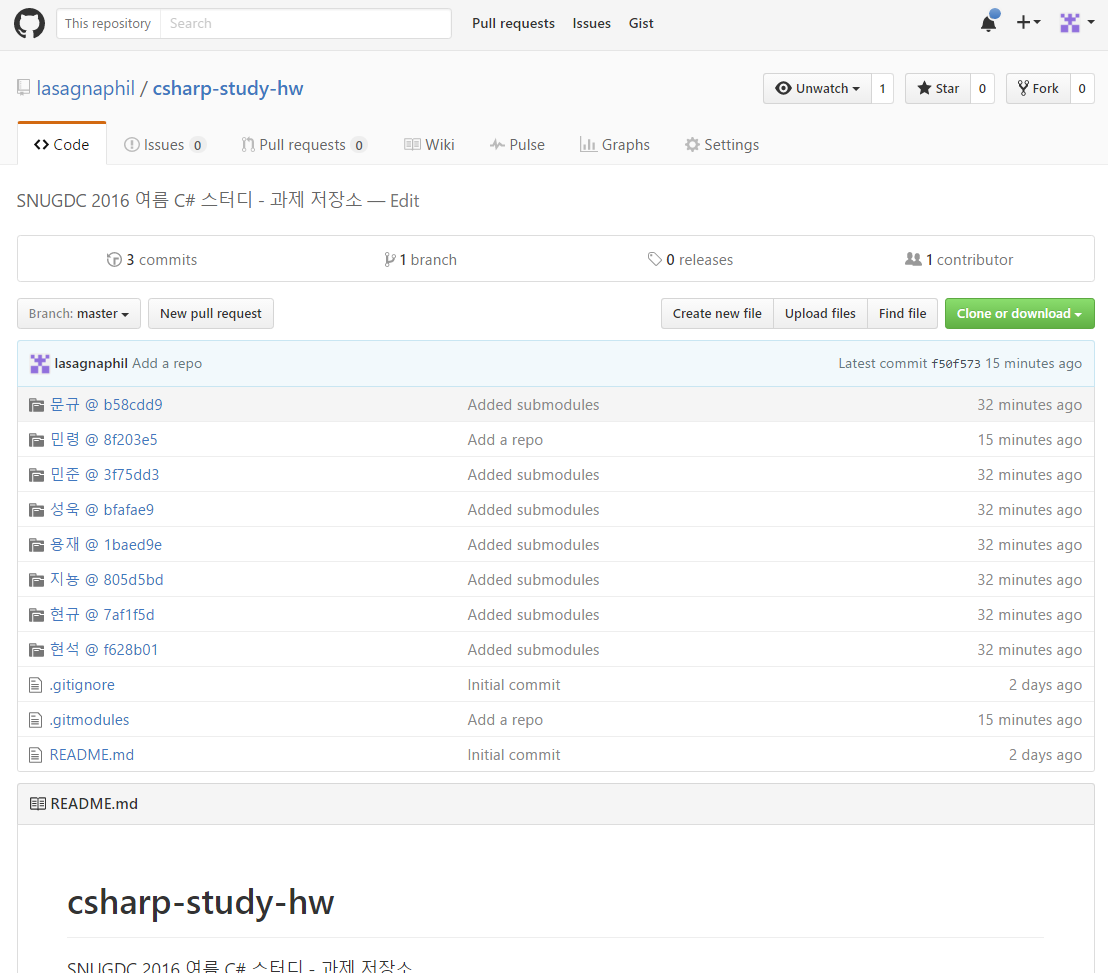 This repository Search Pull requests Issues Gist
lasagnaphil / csharp-study-hw Unwatch 1 Star 0 Fork 0
Code Issues 0 Pull requests 0 Wiki Pulse Graphs Settings
SNUGDC 2016 여름 C# 스터디 - 과제 저장소 — Edit
3 commits 1 branch 0 releases 1 contributor
Branch: master New pull request Create new file Upload files Find file Clone or download
lasagnaphil Add a repo Latest commit f50f573 15 minutes ago
문규 @ b58cdd9 Added submodules 32 minutes ago
민령 @ 8f203e5 Add a repo 15 minutes ago
민준 @ 3f75dd3 Added submodules 32 minutes ago
성욱 @ bfafae9 Added submodules 32 minutes ago
용재 @ 1baed9e Added submodules 32 minutes ago
지뇽 @ 805d5bd Added submodules 32 minutes ago
현규 @ 7af1f5d Added submodules 32 minutes ago
현석 @ f628b01 Added submodules 32 minutes ago
.gitignore Initial commit 2 days ago
.gitmodules Add a repo 15 minutes ago
README.md Initial commit 2 days ago
README.md
csharp-study-hw
SNUGDC 2016 여름 C# 스터디 - 과제 저장소